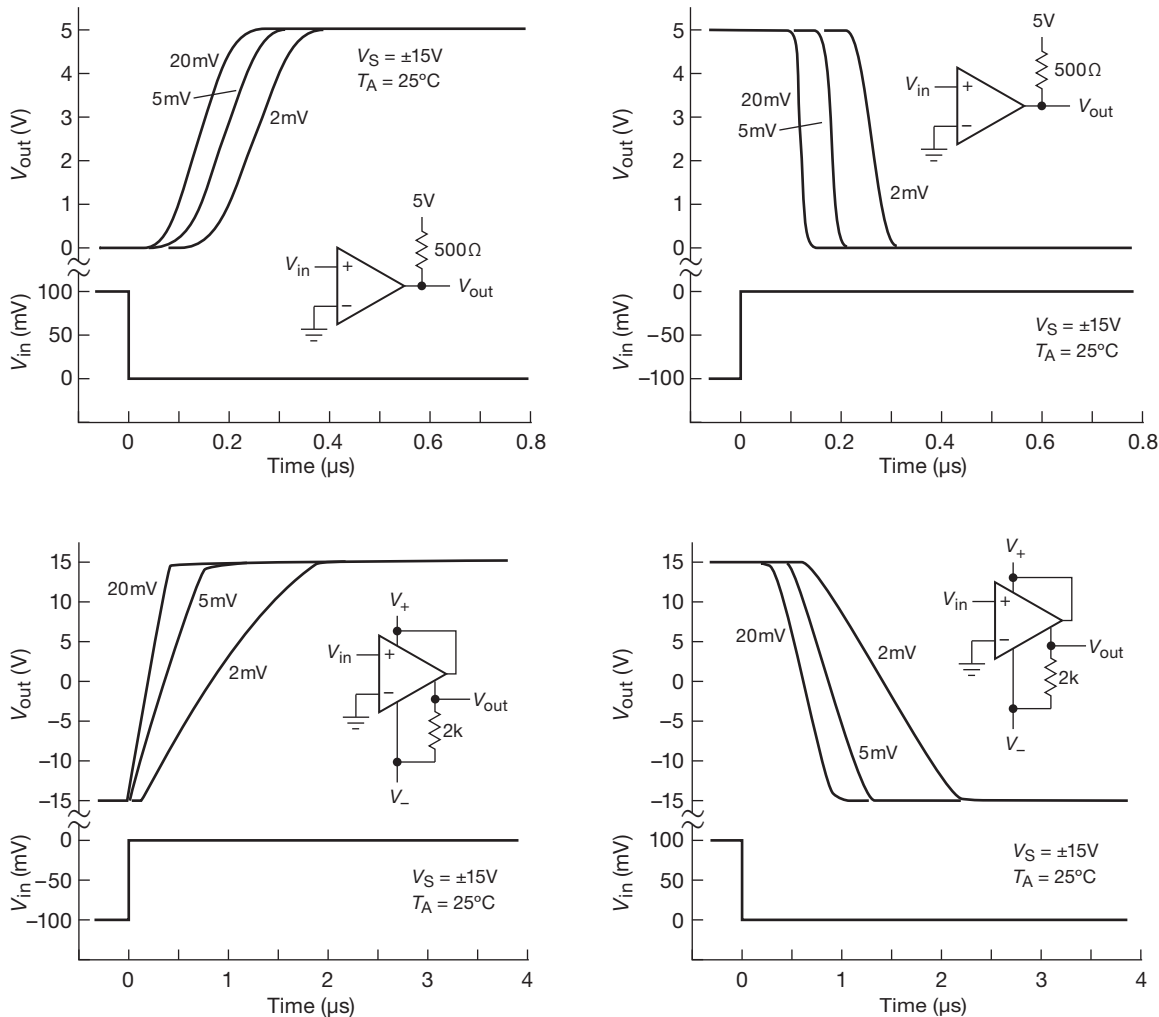 5
4
3
2
1
0
V_out (V)
20mV
5mV
2mV
V_S = ±15V
T_A = 25°C
5V
500Ω
V_in
+
−
V_out
100
50
0
V_in (mV)
0
0.2
0.4
0.6
0.8
Time (µs)
5
4
3
2
1
0
V_out (V)
20mV
5mV
2mV
5V
500Ω
V_in
+
−
V_out
0
−50
−100
V_in (mV)
V_S = ±15V
T_A = 25°C
0
0.2
0.4
0.6
0.8
Time (µs)
15
10
5
0
−5
−10
−15
V_out (V)
20mV
5mV
2mV
V_+
V_in
+
−
V_out
2k
V_−
0
−50
−100
V_in (mV)
V_S = ±15V
T_A = 25°C
0
1
2
3
4
Time (µs)
15
10
5
0
−5
−10
−15
V_out (V)
20mV
5mV
2mV
V_+
V_in
+
−
V_out
2k
V_−
100
50
0
V_in (mV)
V_S = ±15V
T_A = 25°C
0
1
2
3
4
Time (µs)